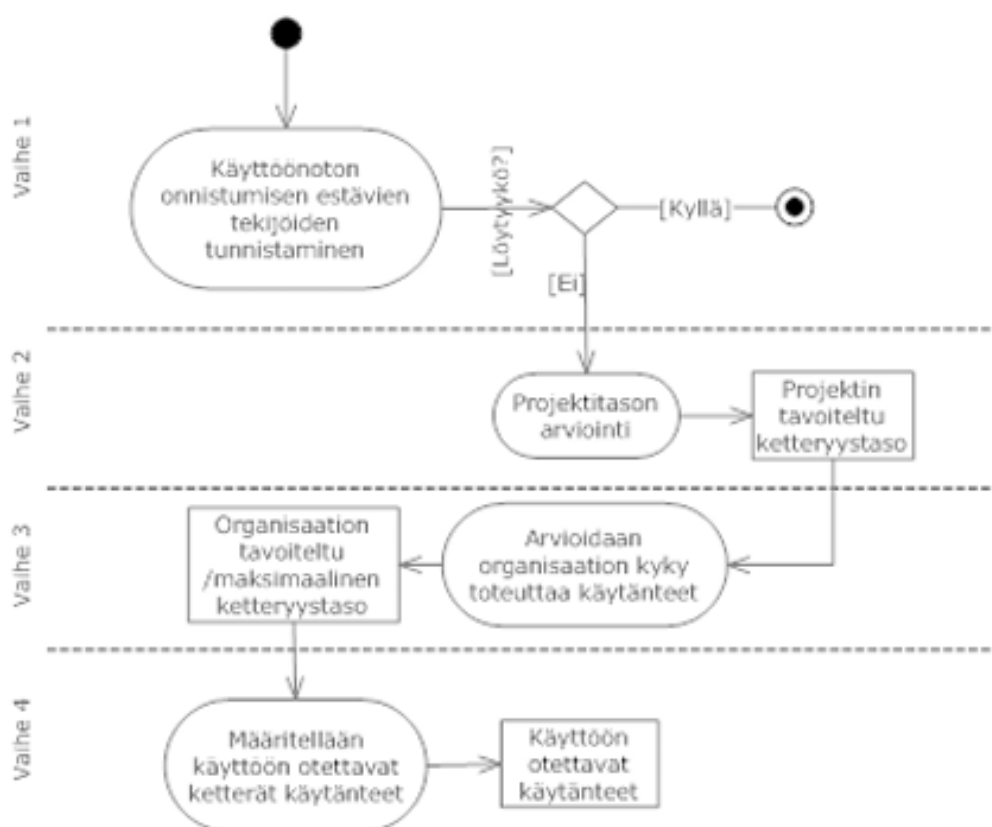 Vaihe 1
Käyttöönoton
onnistumisen estävien
tekijöiden
tunnistaminen
[Löytyykö?]
[Kyllä]
[Ei]
Vaihe 2
Projektitason
arviointi
Projektin
tavoiteltu
ketteryystaso
Vaihe 3
Organisaation
tavoiteltu
/maksimaalinen
ketteryystaso
Arvioidaan
organisaation kyky
toteuttaa käytänteet
Vaihe 4
Määritellään
käyttöön otettavat
ketterät käytänteet
Käyttöön
otettavat
käytänteet